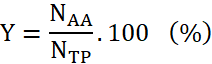 Y = N_AA / N_TP . 100 (%)